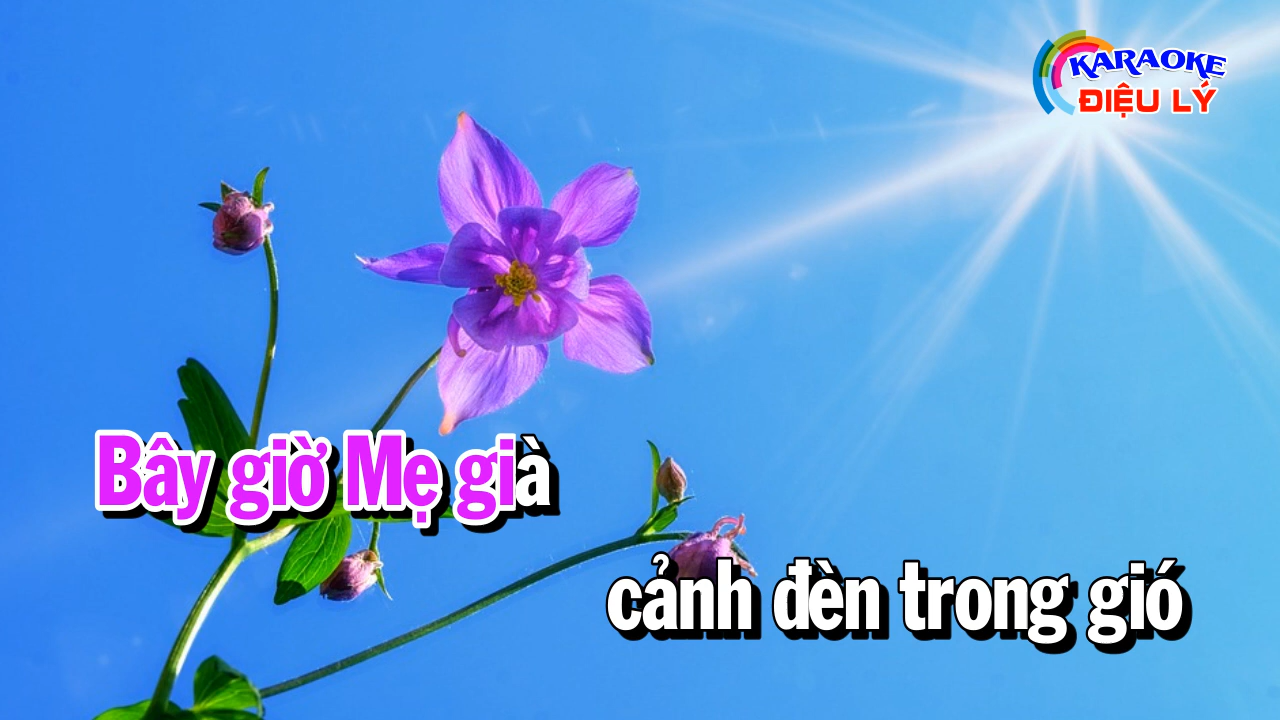 KARAOKE
ĐIỆU LÝ
Bây giờ Mẹ già
cảnh đèn trong gió